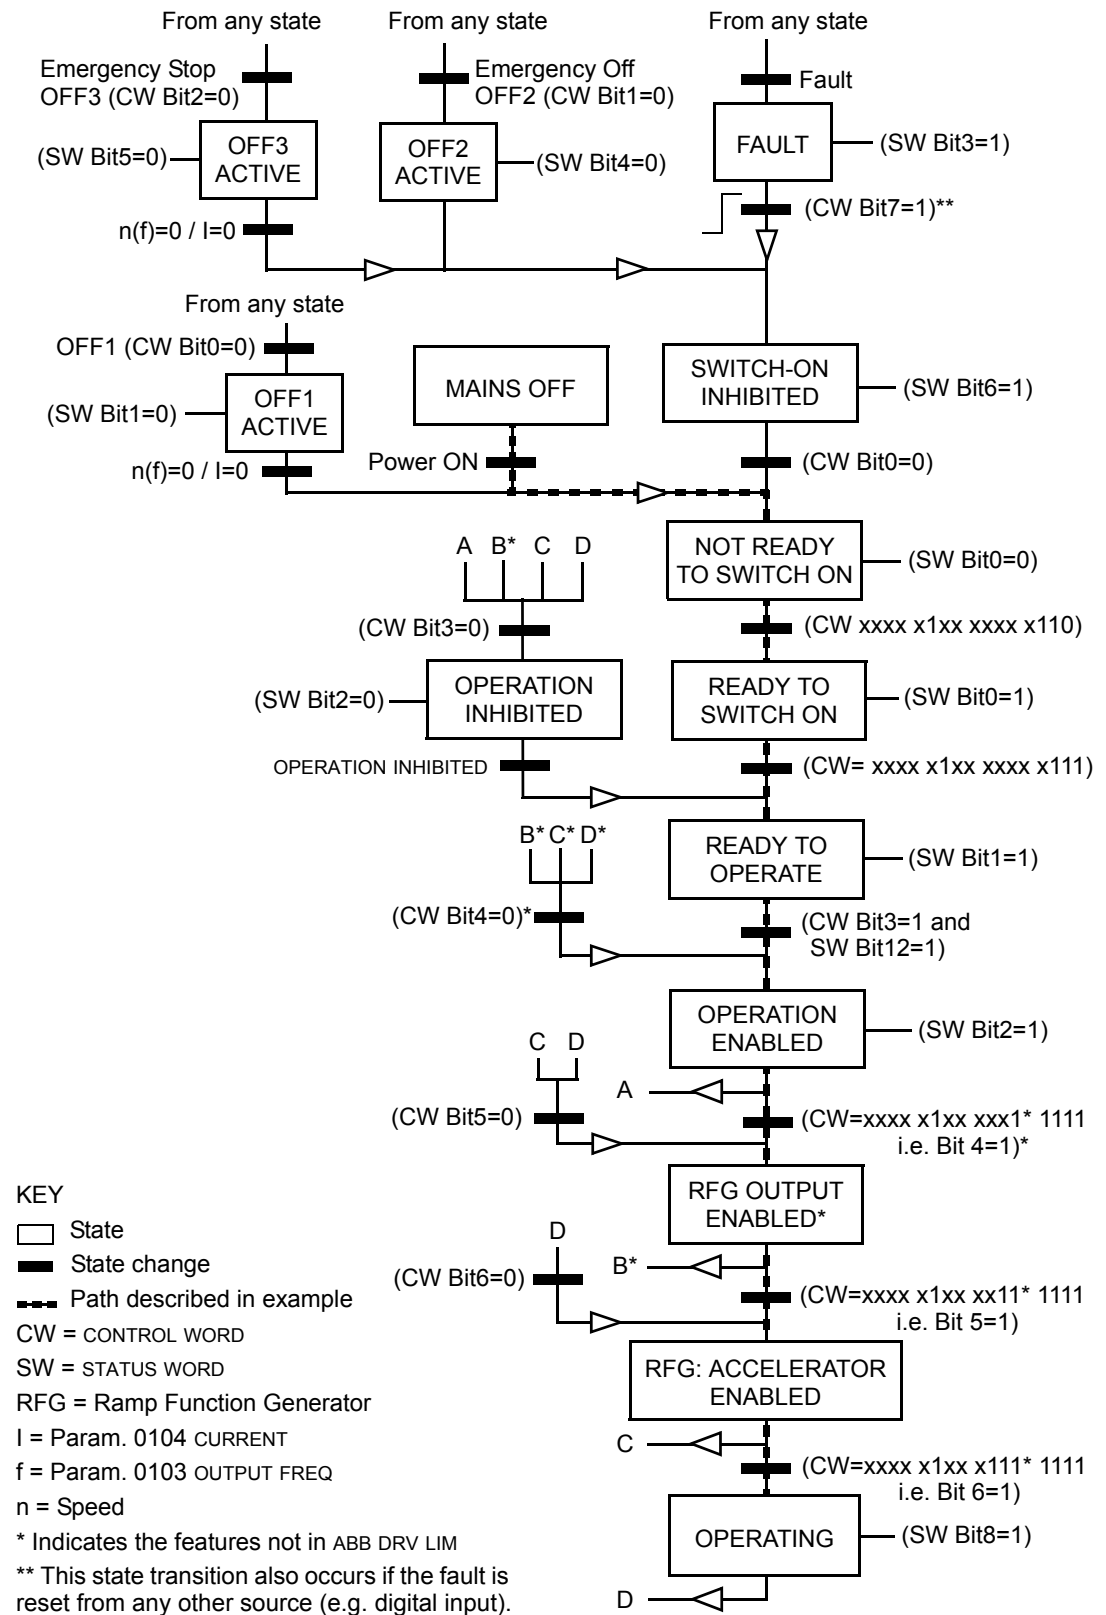 From any state
From any state
From any state
Emergency Stop
OFF3 (CW Bit2=0)
Emergency Off
OFF2 (CW Bit1=0)
Fault
(SW Bit5=0)
OFF3
ACTIVE
OFF2
ACTIVE
(SW Bit4=0)
FAULT
(SW Bit3=1)
n(f)=0 / I=0
(CW Bit7=1)**
From any state
OFF1 (CW Bit0=0)
(SW Bit1=0)
OFF1
ACTIVE
MAINS OFF
SWITCH-ON
INHIBITED
(SW Bit6=1)
n(f)=0 / I=0
Power ON
(CW Bit0=0)
A B* C D
NOT READY
TO SWITCH ON
(SW Bit0=0)
(CW Bit3=0)
(CW xxxx x1xx xxxx x110)
(SW Bit2=0)
OPERATION
INHIBITED
READY TO
SWITCH ON
(SW Bit0=1)
OPERATION INHIBITED
(CW= xxxx x1xx xxxx x111)
B* C* D*
READY TO
OPERATE
(SW Bit1=1)
(CW Bit4=0)*
(CW Bit3=1 and
SW Bit12=1)
OPERATION
ENABLED
(SW Bit2=1)
C D
A
(CW Bit5=0)
(CW=xxxx x1xx xxx1* 1111
i.e. Bit 4=1)*
RFG OUTPUT
ENABLED*
D
B*
(CW Bit6=0)
(CW=xxxx x1xx xx11* 1111
i.e. Bit 5=1)
RFG: ACCELERATOR
ENABLED
C
(CW=xxxx x1xx x111* 1111
i.e. Bit 6=1)
OPERATING
(SW Bit8=1)
D
KEY
State
State change
Path described in example
CW = CONTROL WORD
SW = STATUS WORD
RFG = Ramp Function Generator
I = Param. 0104 CURRENT
f = Param. 0103 OUTPUT FREQ
n = Speed
* Indicates the features not in ABB DRV LIM
** This state transition also occurs if the fault is
reset from any other source (e.g. digital input).